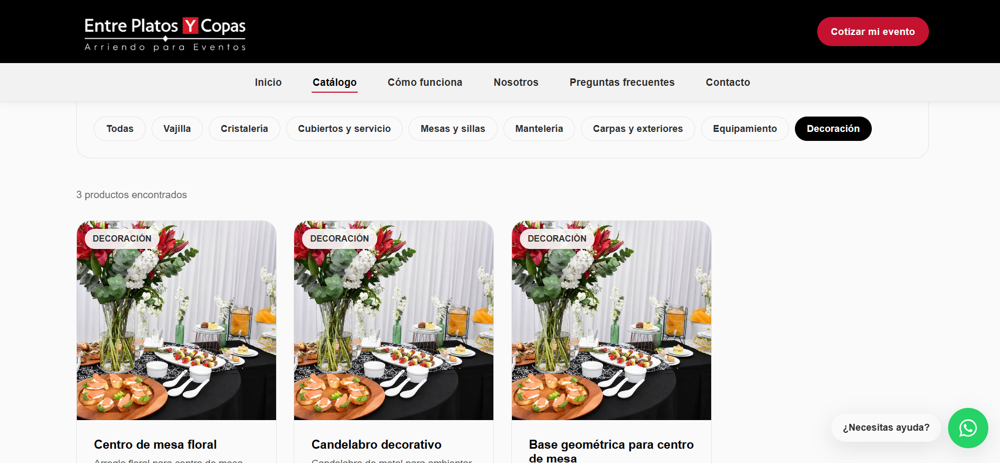 Entre Platos Y Copas
Arriendo para Eventos
Cotizar mi evento
Inicio
Catálogo
Cómo funciona
Nosotros
Preguntas frecuentes
Contacto
Todas
Vajilla
Cristalería
Cubiertos y servicio
Mesas y sillas
Mantelería
Carpas y exteriores
Equipamiento
Decoración
3 productos encontrados
DECORACIÓN
DECORACIÓN
DECORACIÓN
Centro de mesa floral
Arreglo floral para centro de mesa
Candelabro decorativo
Candelabro de metal para ambientar
Base geométrica para centro
de mesa
¿Necesitas ayuda?